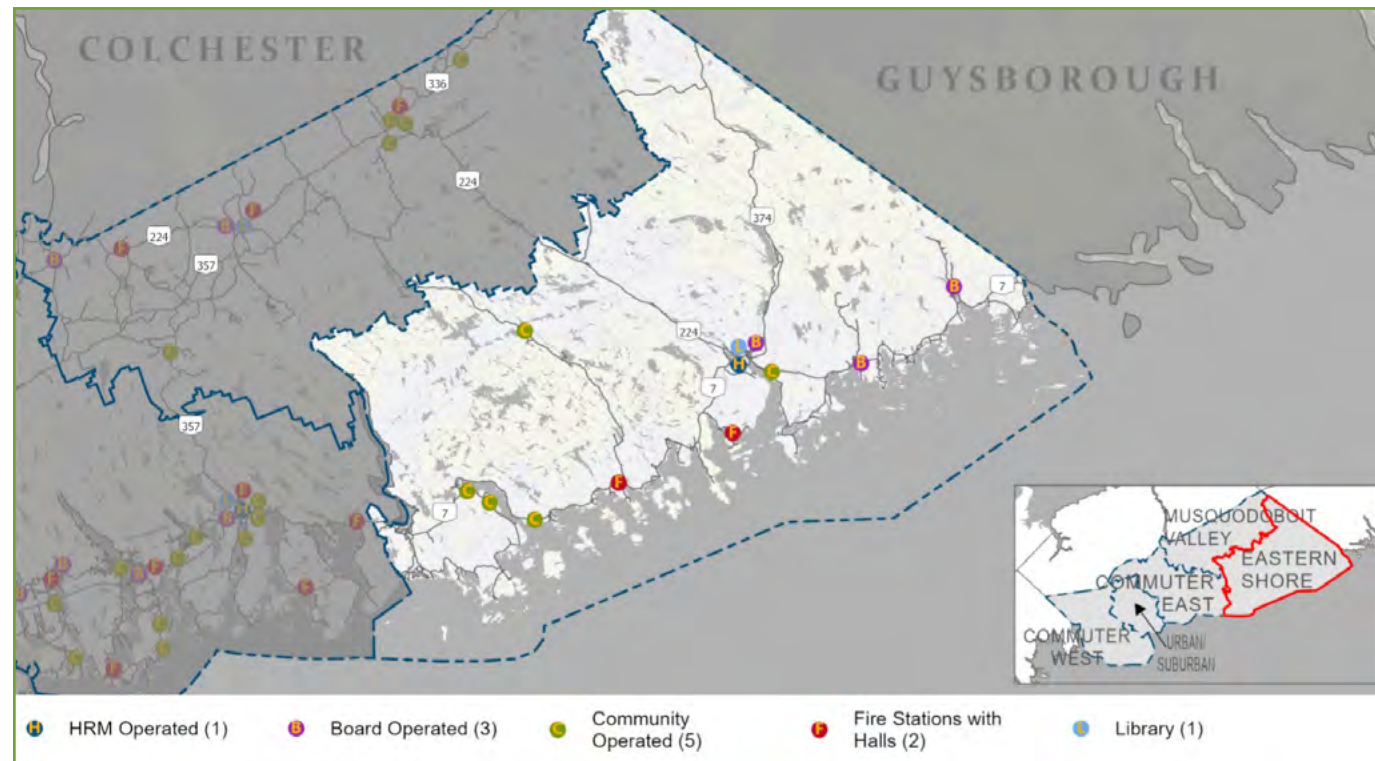 COLCHESTER
GUYSBOROUGH
336
F
C
C
C
C
224
224
F
B
L
F
B
357
C
374
7
B
C
224
L
B
H
C
B
7
F
357
F
L
C
H
B
C
C
C
C
F
C
C
C
F
7
B
F
C
B
F
B
F
B
C
C
C
C
F
MUSQUODOBOIT
VALLEY
EASTERN
SHORE
COMMUTER
EAST
COMMUTER
WEST
URBAN/
SUBURBAN
H HRM Operated (1)
B Board Operated (3)
C Community
Operated (5)
F Fire Stations with
Halls (2)
L Library (1)